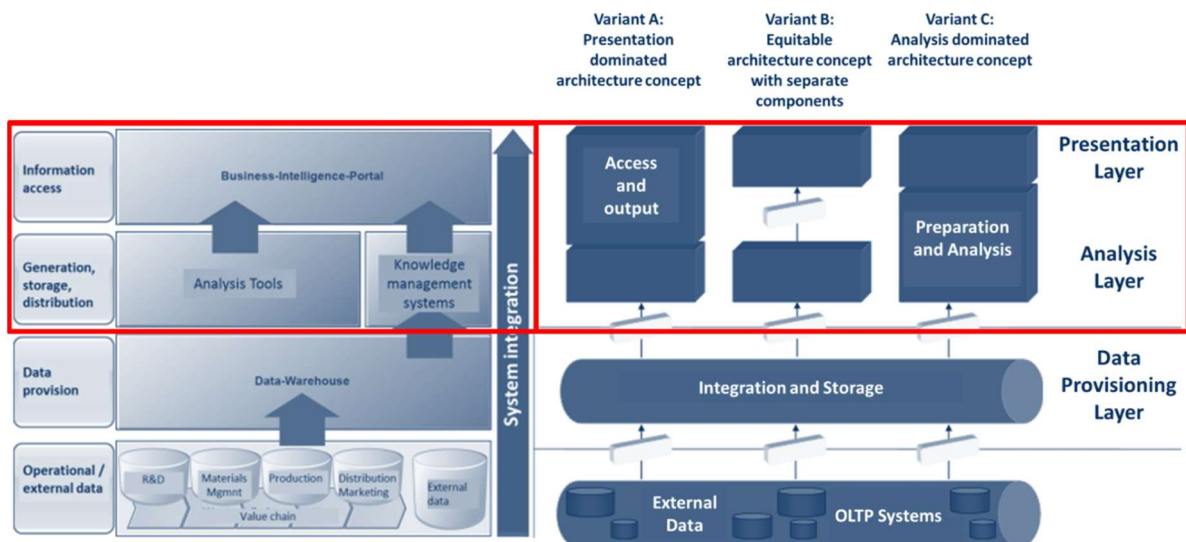 Variant A:
Presentation
dominated
architecture concept
Variant B:
Equitable
architecture concept
with separate
components
Variant C:
Analysis dominated
architecture concept
Information
access
Business-Intelligence-Portal
Generation,
storage,
distribution
Analysis Tools
Knowledge
management
systems
Data
provision
Data-Warehouse
Operational /
external data
R&D
Materials
Mgmnt
Production
Distribution
Marketing
External
data
Value chain
System integration
Access
and
output
Preparation
and Analysis
Presentation
Layer
Analysis
Layer
Integration and Storage
Data
Provisioning
Layer
External
Data
OLTP Systems